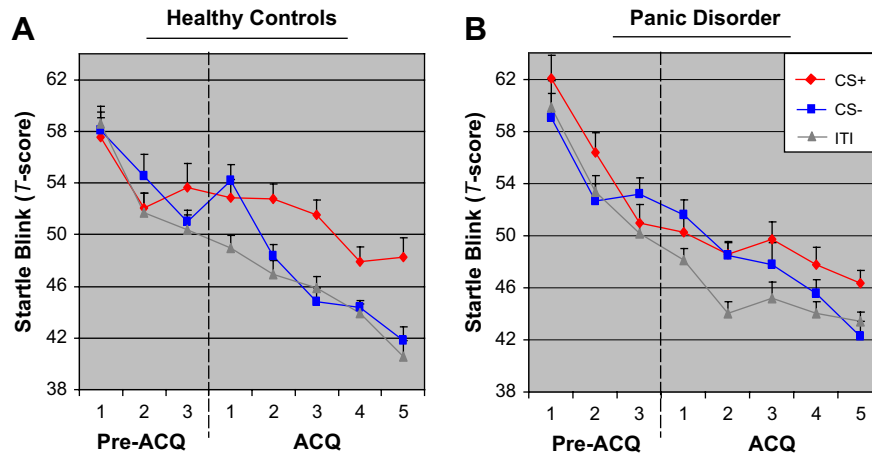 A
Healthy Controls
Startle Blink (T-score)
62
58
54
50
46
42
38
1 2 3 1 2 3 4 5
Pre-ACQ ACQ
B
Panic Disorder
CS+
CS-
ITI
Startle Blink (T-score)
62
58
54
50
46
42
38
1 2 3 1 2 3 4 5
Pre-ACQ ACQ